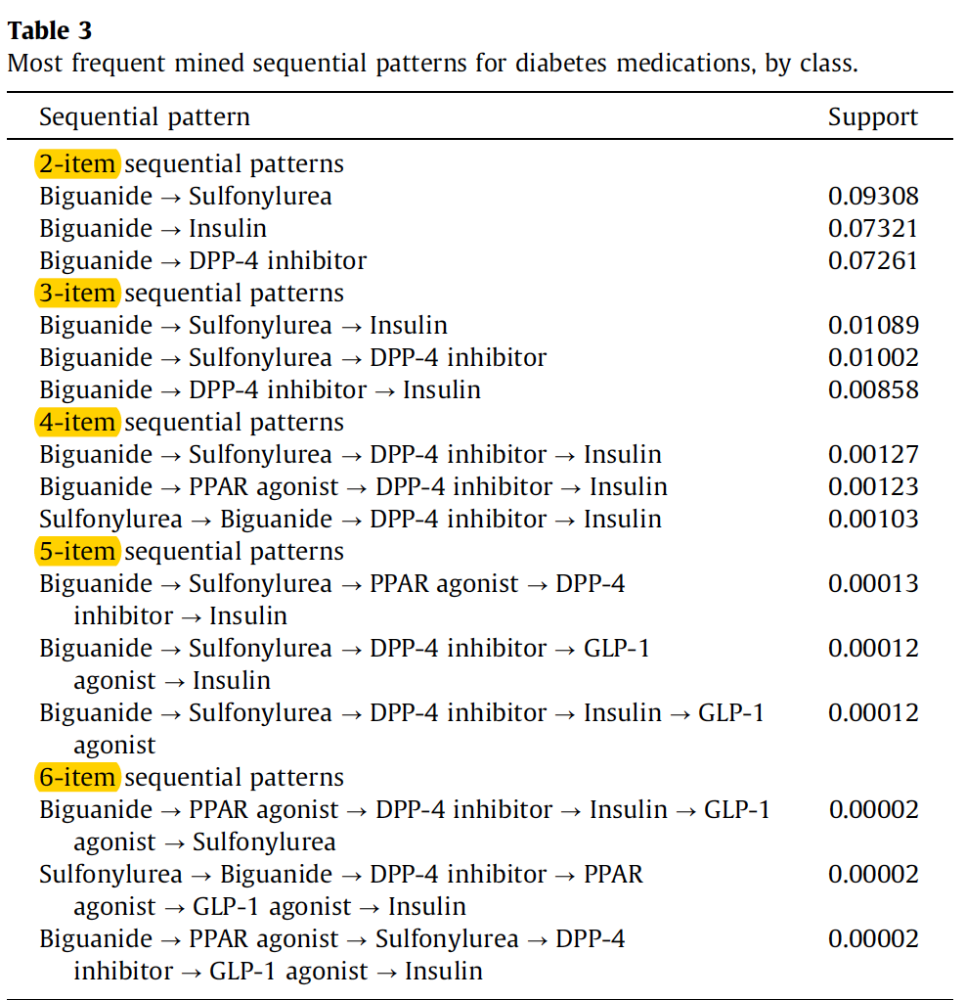 Table 3
Most frequent mined sequential patterns for diabetes medications, by class.
Sequential pattern Support
2-item sequential patterns
Biguanide → Sulfonylurea 0.09308
Biguanide → Insulin 0.07321
Biguanide → DPP-4 inhibitor 0.07261
3-item sequential patterns
Biguanide → Sulfonylurea → Insulin 0.01089
Biguanide → Sulfonylurea → DPP-4 inhibitor 0.01002
Biguanide → DPP-4 inhibitor → Insulin 0.00858
4-item sequential patterns
Biguanide → Sulfonylurea → DPP-4 inhibitor → Insulin 0.00127
Biguanide → PPAR agonist → DPP-4 inhibitor → Insulin 0.00123
Sulfonylurea → Biguanide → DPP-4 inhibitor → Insulin 0.00103
5-item sequential patterns
Biguanide → Sulfonylurea → PPAR agonist → DPP-4 0.00013
inhibitor → Insulin
Biguanide → Sulfonylurea → DPP-4 inhibitor → GLP-1 0.00012
agonist → Insulin
Biguanide → Sulfonylurea → DPP-4 inhibitor → Insulin → GLP-1 0.00012
agonist
6-item sequential patterns
Biguanide → PPAR agonist → DPP-4 inhibitor → Insulin → GLP-1 0.00002
agonist → Sulfonylurea
Sulfonylurea → Biguanide → DPP-4 inhibitor → PPAR 0.00002
agonist → GLP-1 agonist → Insulin
Biguanide → PPAR agonist → Sulfonylurea → DPP-4 0.00002
inhibitor → GLP-1 agonist → Insulin